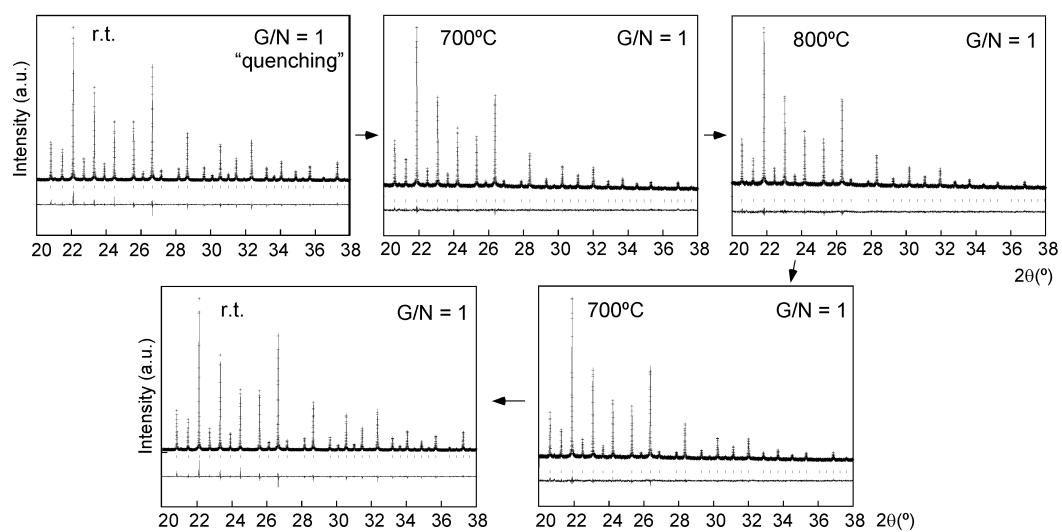 Intensity (a.u.)
r.t.
G/N = 1
"quenching"
20 22 24 26 28 30 32 34 36 38
700ºC
G/N = 1
20 22 24 26 28 30 32 34 36 38
800ºC
G/N = 1
20 22 24 26 28 30 32 34 36 38
2θ(º)
Intensity (a.u.)
r.t.
G/N = 1
20 22 24 26 28 30 32 34 36 38
2θ(º)
700ºC
G/N = 1
20 22 24 26 28 30 32 34 36 38